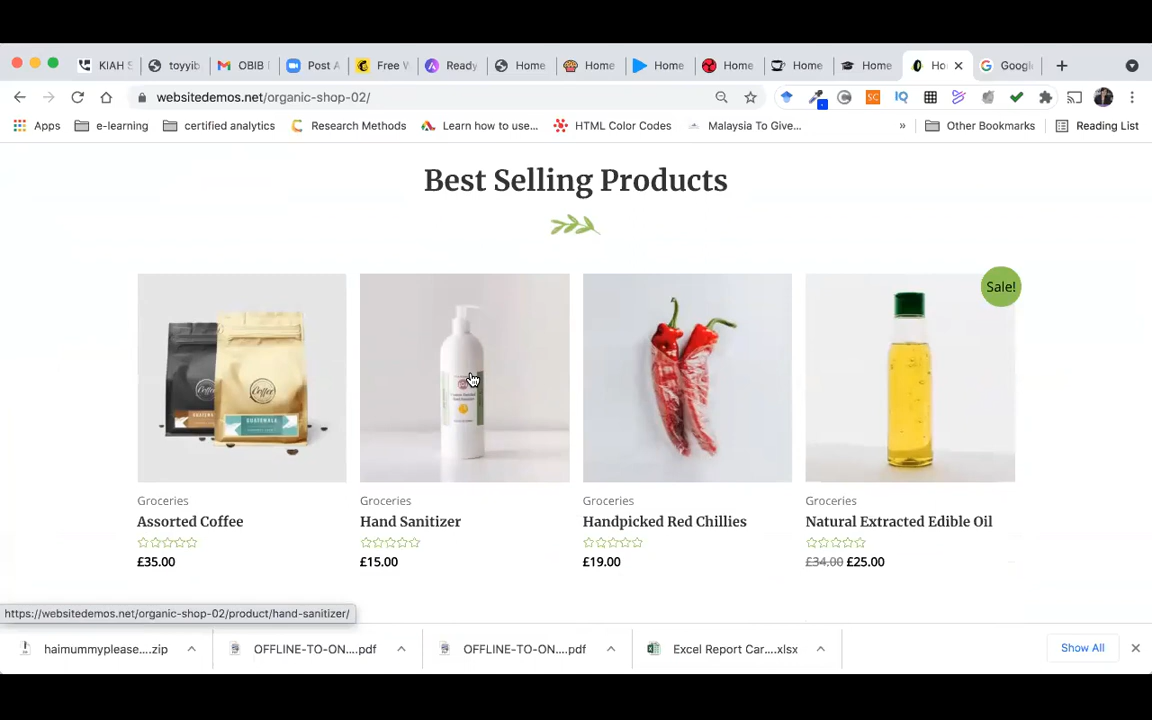 KIAH S
toyyib
OBIB
Post A
Free W
Ready
Home
Home
Home
Home
Home
Home
Ho
Googl
websitedemos.net/organic-shop-02/
Apps
e-learning
certified analytics
Research Methods
Learn how to use...
HTML Color Codes
Malaysia To Give...
»
Other Bookmarks
Reading List
Best Selling Products
Sale!
Coffee
GUATEMALA
Groceries
Groceries
Groceries
Groceries
Assorted Coffee
Hand Sanitizer
Handpicked Red Chillies
Natural Extracted Edible Oil
£35.00
£15.00
£19.00
£34.00 £25.00
https://websitedemos.net/organic-shop-02/product/hand-sanitizer/
haimummyplease....zip
OFFLINE-TO-ON....pdf
OFFLINE-TO-ON....pdf
Excel Report Car....xlsx
Show All